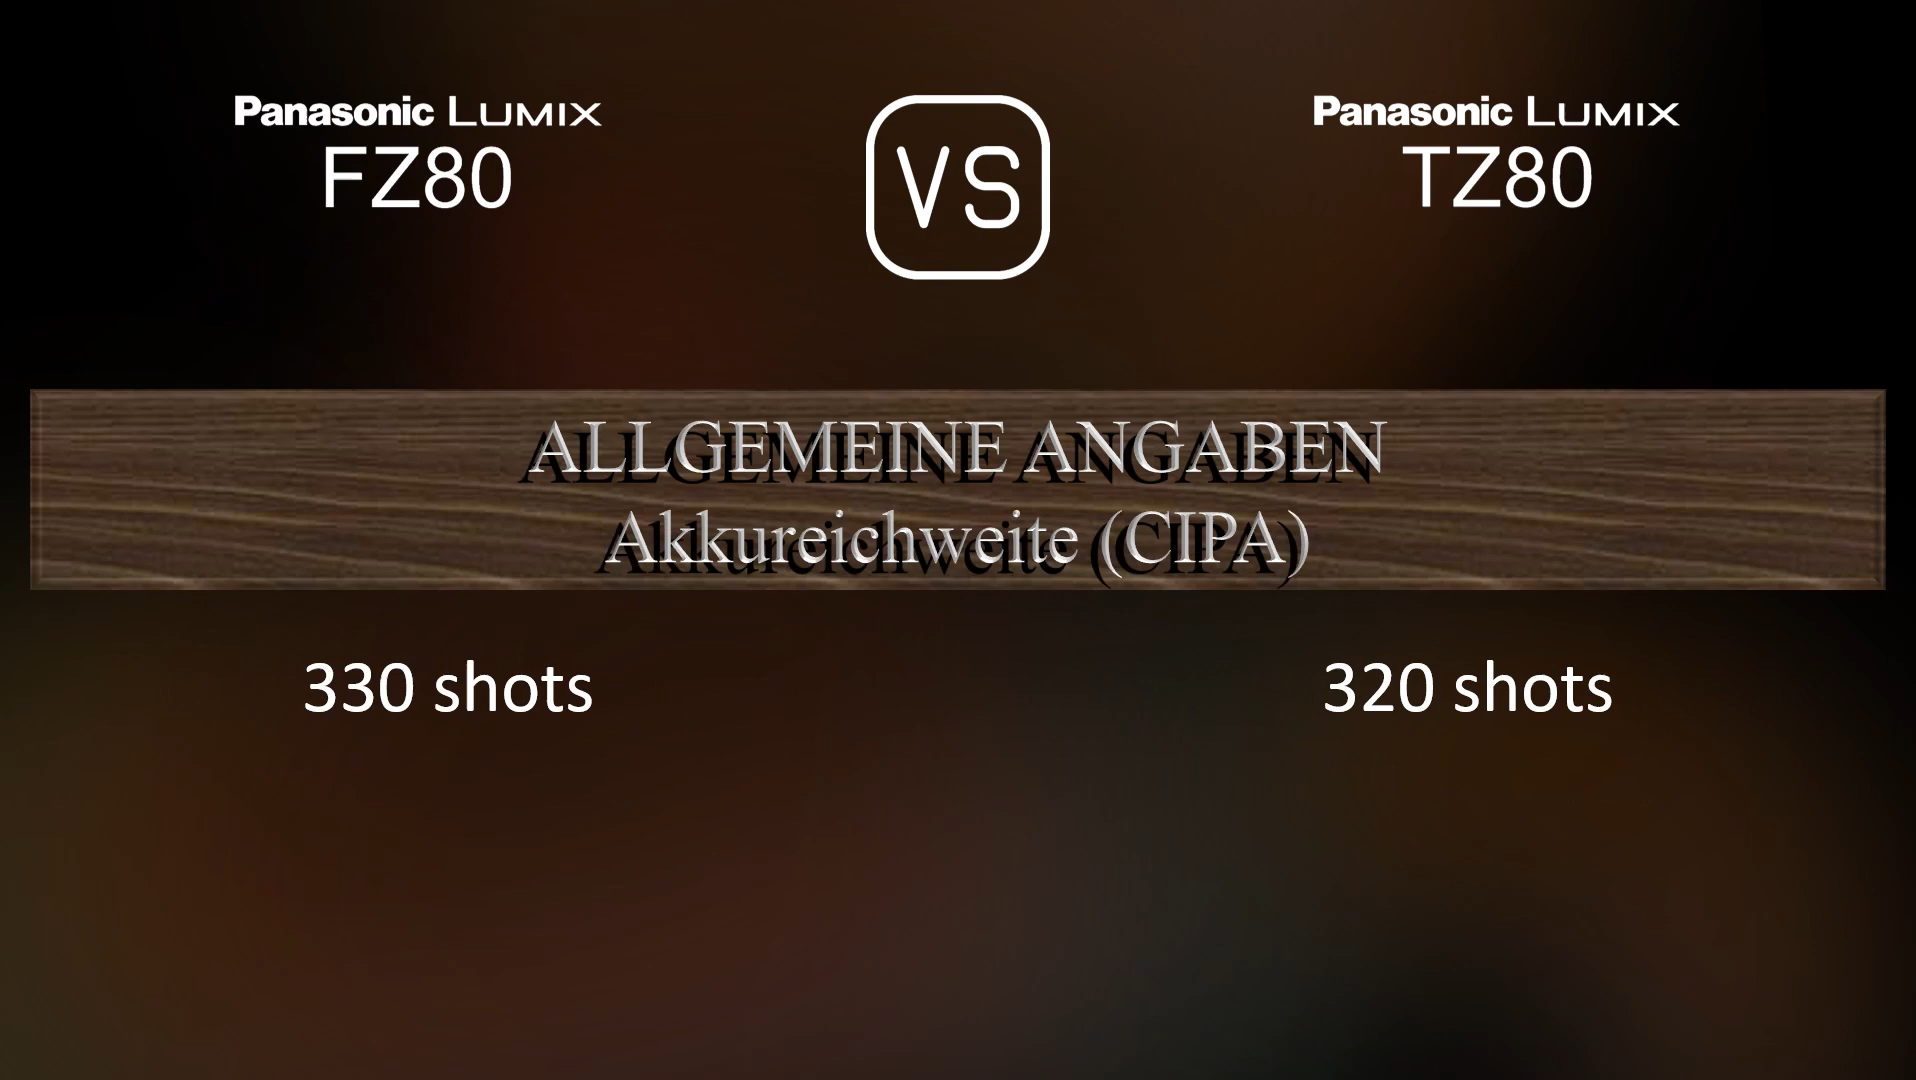 Panasonic LUMIX
FZ80
VS
Panasonic LUMIX
TZ80
ALLGEMEINE ANGABEN
Akkureichweite (CIPA)
330 shots
320 shots